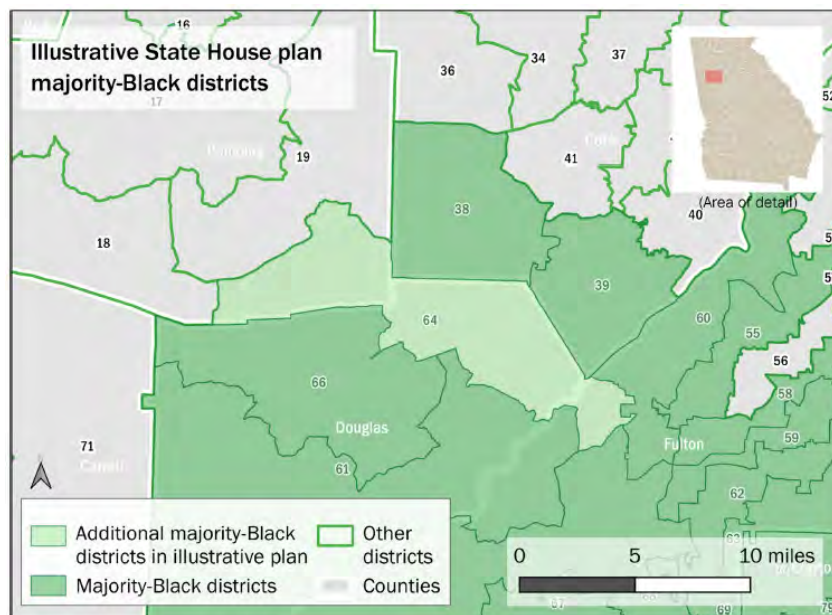 16
Illustrative State House plan
majority-Black districts
36
34
37
52
17
Paulding
19
41
Cobb
(Area of detail)
40
18
38
39
60
55
64
56
66
58
Douglas
Fulton
59
71
Carroll
61
62
Additional majority-Black
districts in illustrative plan
Majority-Black districts
Other
districts
Counties
0 5 10 miles
63
67
68
69